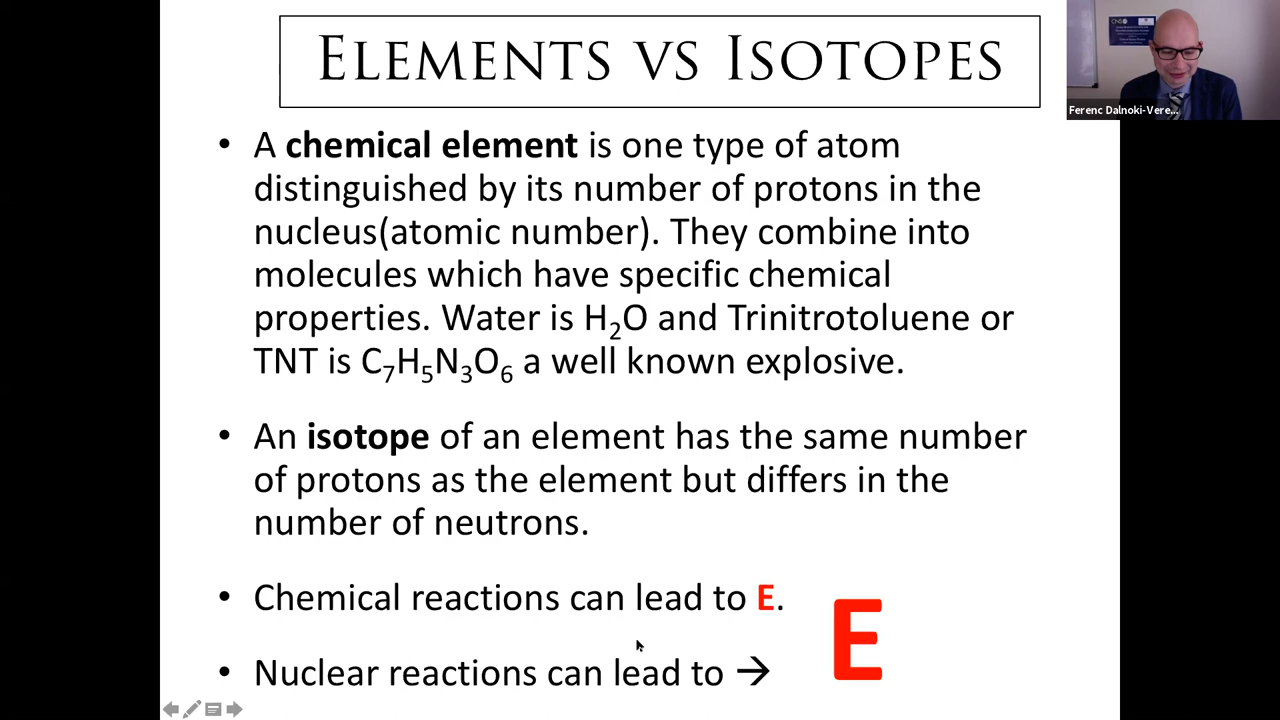 ELEMENTS VS ISOTOPES
Ferenc Dalnoki-Vere...
• A chemical element is one type of atom
distinguished by its number of protons in the
nucleus(atomic number). They combine into
molecules which have specific chemical
properties. Water is H₂O and Trinitrotoluene or
TNT is C₇H₅N₃O₆ a well known explosive.
• An isotope of an element has the same number
of protons as the element but differs in the
number of neutrons.
• Chemical reactions can lead to E.
• Nuclear reactions can lead to → E